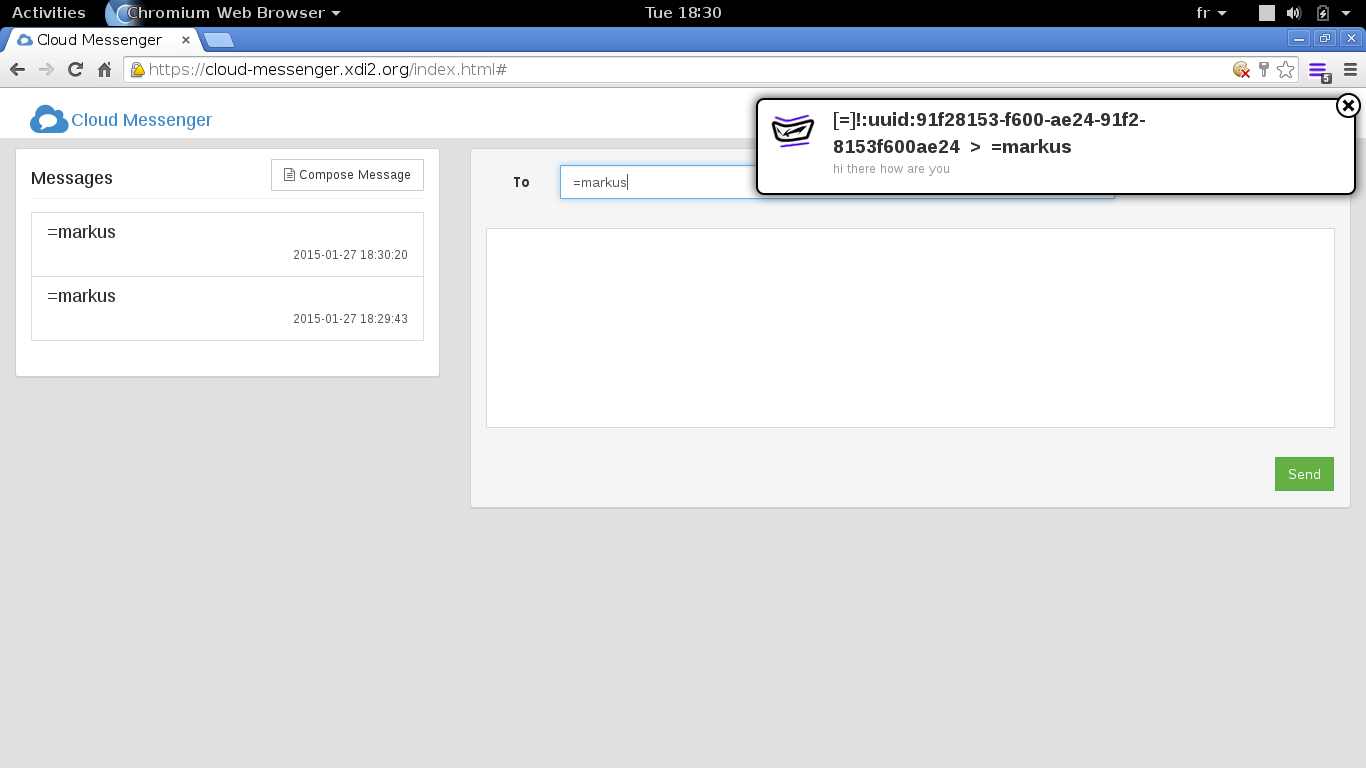 Activities
Chromium Web Browser
Tue 18:30
fr
Cloud Messenger
https://cloud-messenger.xdi2.org/index.html#
5
Cloud Messenger
[=]!:uuid:91f28153-f600-ae24-91f2-
8153f600ae24 > =markus
hi there how are you
Messages
Compose Message
=markus
2015-01-27 18:30:20
=markus
2015-01-27 18:29:43
To
=markus
Send